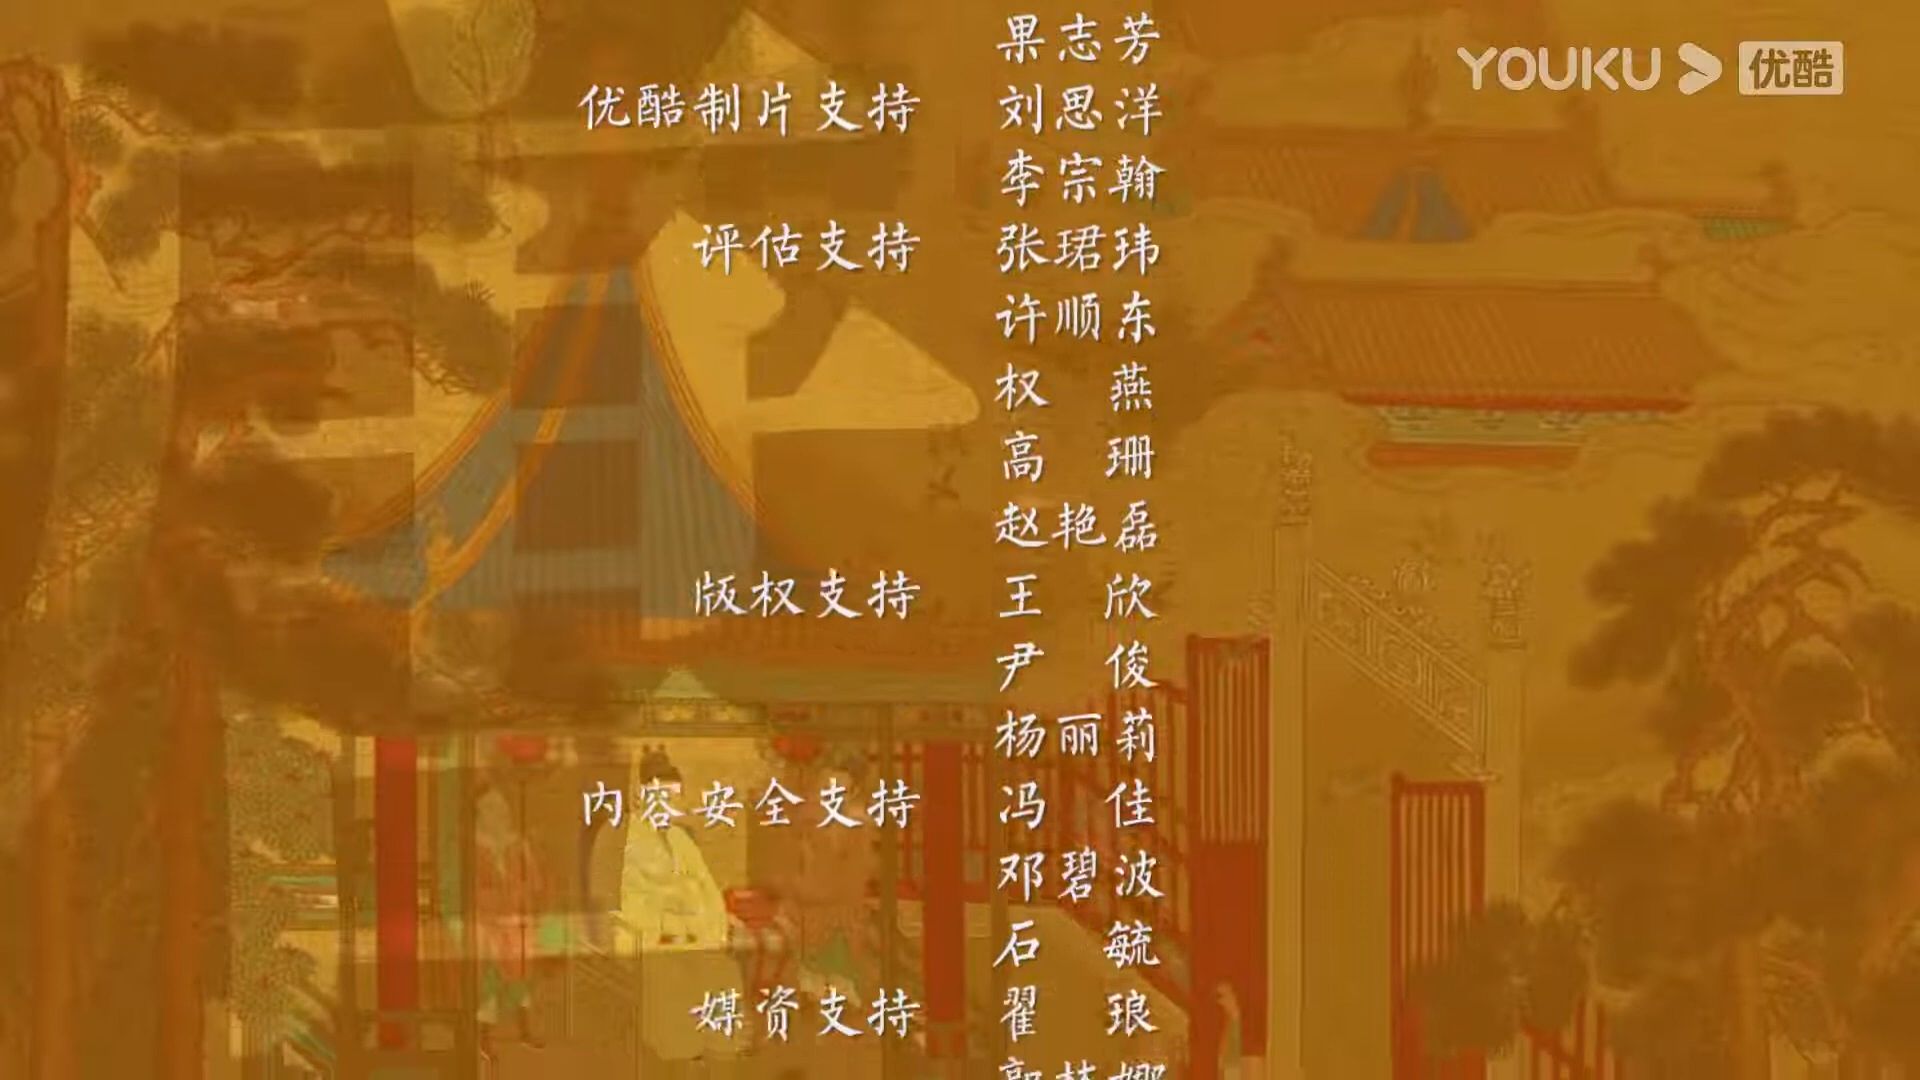 果志芳
YOUKU 优酷
优酷制片支持 刘思洋
李宗翰
评估支持 张珺玮
许顺东
权燕
高珊
赵艳磊
版权支持 王欣
尹俊
杨丽莉
内容安全支持 冯佳
邓碧波
石毓
媒资支持 翟琅